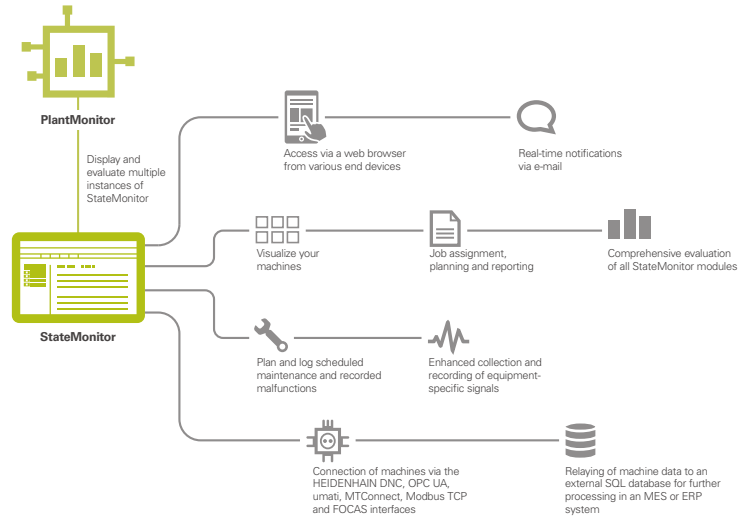 PlantMonitor
Display and
evaluate multiple
instances of
StateMonitor
StateMonitor
Access via a web browser
from various end devices
Real-time notifications
via e-mail
Visualize your
machines
Job assignment,
planning and reporting
Comprehensive evaluation
of all StateMonitor modules
Plan and log scheduled
maintenance and recorded
malfunctions
Enhanced collection and
recording of equipment-
specific signals
Connection of machines via the
HEIDENHAIN DNC, OPC UA,
umati, MTConnect, Modbus TCP
and FOCAS interfaces
Relaying of machine data to an
external SQL database for further
processing in an MES or ERP
system